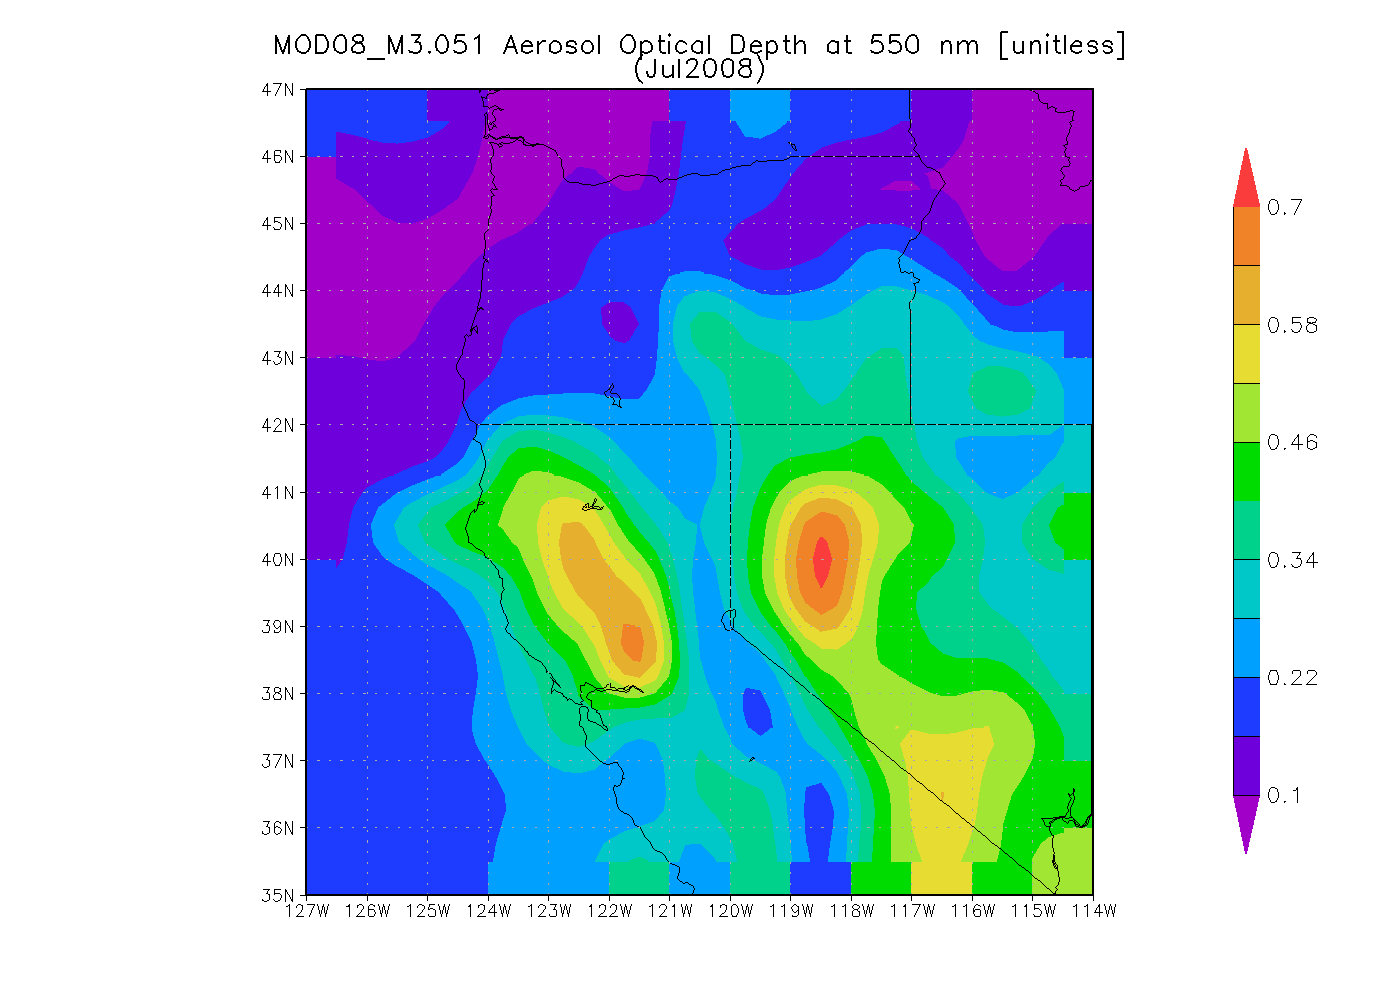 MOD08_M3.051 Aerosol Optical Depth at 550 nm [unitless]
(Jul2008)
47N
46N
45N
44N
43N
42N
41N
40N
39N
38N
37N
36N
35N
127W 126W 125W 124W 123W 122W 121W 120W 119W 118W 117W 116W 115W 114W
0.7
0.58
0.46
0.34
0.22
0.1